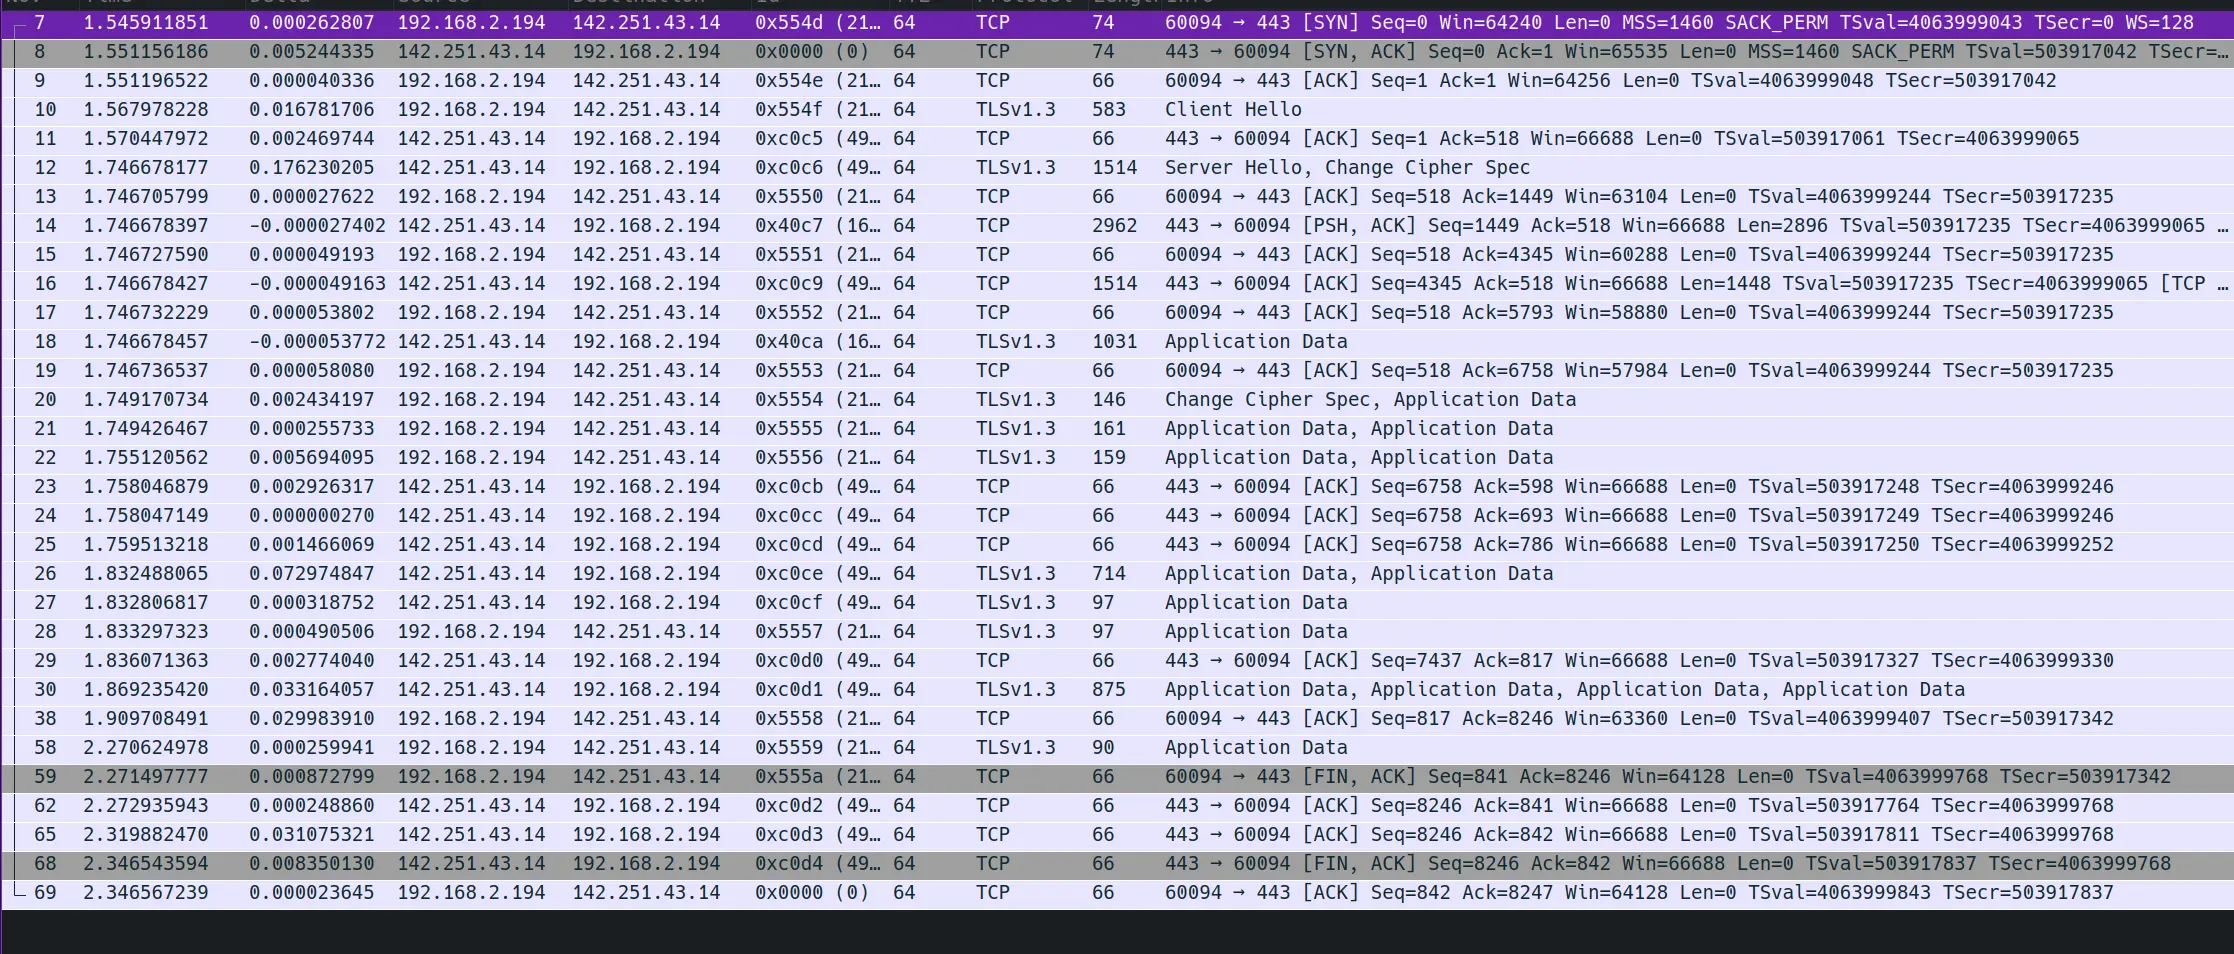 7 1.545911851 0.000262807 192.168.2.194 142.251.43.14 0x554d (21… 64 TCP 74 60094 → 443 [SYN] Seq=0 Win=64240 Len=0 MSS=1460 SACK_PERM TSval=4063999043 TSecr=0 WS=128
8 1.551156186 0.005244335 142.251.43.14 192.168.2.194 0x0000 (0) 64 TCP 74 443 → 60094 [SYN, ACK] Seq=0 Ack=1 Win=65535 Len=0 MSS=1460 SACK_PERM TSval=503917042 TSecr=…
9 1.551196522 0.000040336 192.168.2.194 142.251.43.14 0x554e (21… 64 TCP 66 60094 → 443 [ACK] Seq=1 Ack=1 Win=64256 Len=0 TSval=4063999048 TSecr=503917042
10 1.567978228 0.016781706 192.168.2.194 142.251.43.14 0x554f (21… 64 TLSv1.3 583 Client Hello
11 1.570447972 0.002469744 142.251.43.14 192.168.2.194 0xc0c5 (49… 64 TCP 66 443 → 60094 [ACK] Seq=1 Ack=518 Win=66688 Len=0 TSval=503917061 TSecr=4063999065
12 1.746678177 0.176230205 142.251.43.14 192.168.2.194 0xc0c6 (49… 64 TLSv1.3 1514 Server Hello, Change Cipher Spec
13 1.746705799 0.000027622 192.168.2.194 142.251.43.14 0x5550 (21… 64 TCP 66 60094 → 443 [ACK] Seq=518 Ack=1449 Win=63104 Len=0 TSval=4063999244 TSecr=503917235
14 1.746678397 -0.000027402 142.251.43.14 192.168.2.194 0x40c7 (16… 64 TCP 2962 443 → 60094 [PSH, ACK] Seq=1449 Ack=518 Win=66688 Len=2896 TSval=503917235 TSecr=4063999065 …
15 1.746727590 0.000049193 192.168.2.194 142.251.43.14 0x5551 (21… 64 TCP 66 60094 → 443 [ACK] Seq=518 Ack=4345 Win=60288 Len=0 TSval=4063999244 TSecr=503917235
16 1.746678427 -0.000049163 142.251.43.14 192.168.2.194 0xc0c9 (49… 64 TCP 1514 443 → 60094 [ACK] Seq=4345 Ack=518 Win=66688 Len=1448 TSval=503917235 TSecr=4063999065 [TCP …
17 1.746732229 0.000053802 192.168.2.194 142.251.43.14 0x5552 (21… 64 TCP 66 60094 → 443 [ACK] Seq=518 Ack=5793 Win=58880 Len=0 TSval=4063999244 TSecr=503917235
18 1.746678457 -0.000053772 142.251.43.14 192.168.2.194 0x40ca (16… 64 TLSv1.3 1031 Application Data
19 1.746736537 0.000058080 192.168.2.194 142.251.43.14 0x5553 (21… 64 TCP 66 60094 → 443 [ACK] Seq=518 Ack=6758 Win=57984 Len=0 TSval=4063999244 TSecr=503917235
20 1.749170734 0.002434197 192.168.2.194 142.251.43.14 0x5554 (21… 64 TLSv1.3 146 Change Cipher Spec, Application Data
21 1.749426467 0.000255733 192.168.2.194 142.251.43.14 0x5555 (21… 64 TLSv1.3 161 Application Data, Application Data
22 1.755120562 0.005694095 192.168.2.194 142.251.43.14 0x5556 (21… 64 TLSv1.3 159 Application Data, Application Data
23 1.758046879 0.002926317 142.251.43.14 192.168.2.194 0xc0cb (49… 64 TCP 66 443 → 60094 [ACK] Seq=6758 Ack=598 Win=66688 Len=0 TSval=503917248 TSecr=4063999246
24 1.758047149 0.000000270 142.251.43.14 192.168.2.194 0xc0cc (49… 64 TCP 66 443 → 60094 [ACK] Seq=6758 Ack=693 Win=66688 Len=0 TSval=503917249 TSecr=4063999246
25 1.759513218 0.001466069 142.251.43.14 192.168.2.194 0xc0cd (49… 64 TCP 66 443 → 60094 [ACK] Seq=6758 Ack=786 Win=66688 Len=0 TSval=503917250 TSecr=4063999252
26 1.832488065 0.072974847 142.251.43.14 192.168.2.194 0xc0ce (49… 64 TLSv1.3 714 Application Data, Application Data
27 1.832806817 0.000318752 142.251.43.14 192.168.2.194 0xc0cf (49… 64 TLSv1.3 97 Application Data
28 1.833297323 0.000490506 192.168.2.194 142.251.43.14 0x5557 (21… 64 TLSv1.3 97 Application Data
29 1.836071363 0.002774040 142.251.43.14 192.168.2.194 0xc0d0 (49… 64 TCP 66 443 → 60094 [ACK] Seq=7437 Ack=817 Win=66688 Len=0 TSval=503917327 TSecr=4063999330
30 1.869235420 0.033164057 142.251.43.14 192.168.2.194 0xc0d1 (49… 64 TLSv1.3 875 Application Data, Application Data, Application Data, Application Data
38 1.909708491 0.029983910 192.168.2.194 142.251.43.14 0x5558 (21… 64 TCP 66 60094 → 443 [ACK] Seq=817 Ack=8246 Win=63360 Len=0 TSval=4063999407 TSecr=503917342
58 2.270624978 0.000259941 192.168.2.194 142.251.43.14 0x5559 (21… 64 TLSv1.3 90 Application Data
59 2.271497777 0.000872799 192.168.2.194 142.251.43.14 0x555a (21… 64 TCP 66 60094 → 443 [FIN, ACK] Seq=841 Ack=8246 Win=64128 Len=0 TSval=4063999768 TSecr=503917342
62 2.272935943 0.000248860 142.251.43.14 192.168.2.194 0xc0d2 (49… 64 TCP 66 443 → 60094 [ACK] Seq=8246 Ack=841 Win=66688 Len=0 TSval=503917764 TSecr=4063999768
65 2.319882470 0.031075321 142.251.43.14 192.168.2.194 0xc0d3 (49… 64 TCP 66 443 → 60094 [ACK] Seq=8246 Ack=842 Win=66688 Len=0 TSval=503917811 TSecr=4063999768
68 2.346543594 0.008350130 142.251.43.14 192.168.2.194 0xc0d4 (49… 64 TCP 66 443 → 60094 [FIN, ACK] Seq=8246 Ack=842 Win=66688 Len=0 TSval=503917837 TSecr=4063999768
69 2.346567239 0.000023645 192.168.2.194 142.251.43.14 0x0000 (0) 64 TCP 66 60094 → 443 [ACK] Seq=842 Ack=8247 Win=64128 Len=0 TSval=4063999843 TSecr=503917837